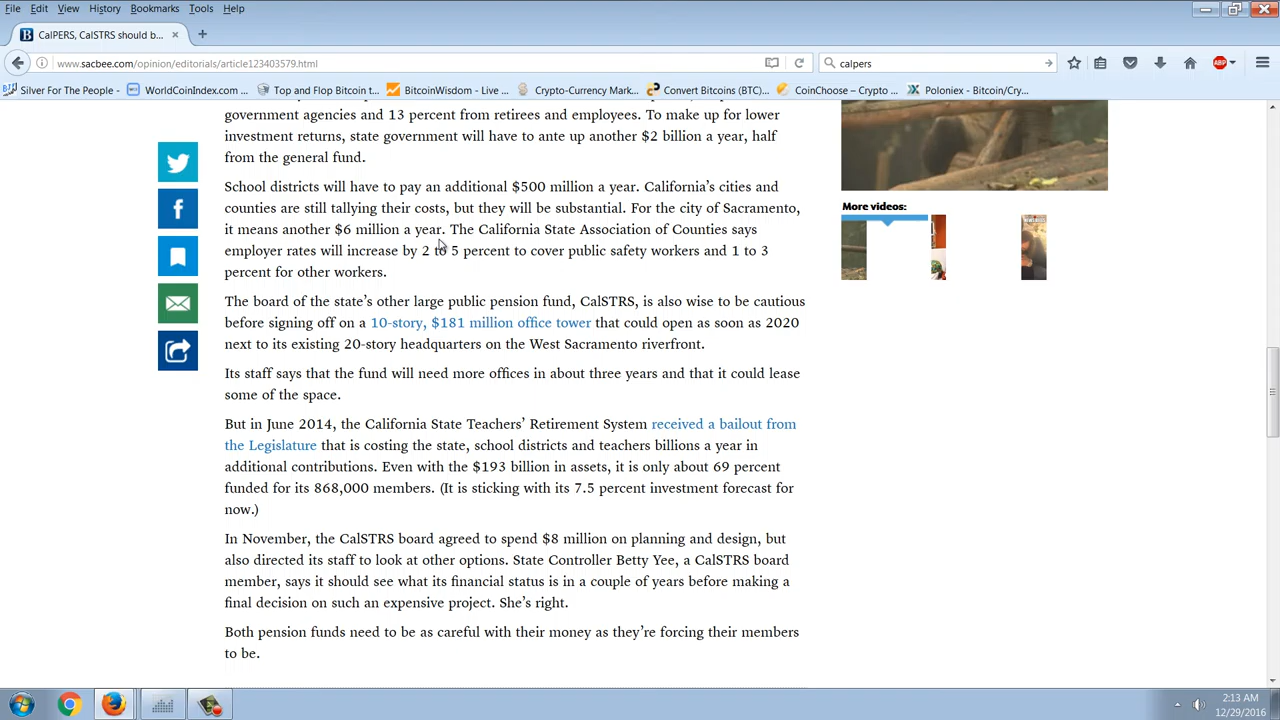 File Edit View History Bookmarks Tools Help
CalPERS, CalSTRS should b...
www.sacbee.com/opinion/editorials/article123403579.html
calpers
ABP
Silver For The People - WorldCoinIndex.com ... Top and Flop Bitcoin t... BitcoinWisdom - Live ... Crypto-Currency Mark... Convert Bitcoins (BTC)... CoinChoose – Crypto ... Poloniex - Bitcoin/Cry...
government agencies and 13 percent from retirees and employees. To make up for lower
investment returns, state government will have to ante up another $2 billion a year, half
from the general fund.
School districts will have to pay an additional $500 million a year. California's cities and
counties are still tallying their costs, but they will be substantial. For the city of Sacramento,
it means another $6 million a year. The California State Association of Counties says
employer rates will increase by 2 to 5 percent to cover public safety workers and 1 to 3
percent for other workers.
The board of the state's other large public pension fund, CalSTRS, is also wise to be cautious
before signing off on a 10-story, $181 million office tower that could open as soon as 2020
next to its existing 20-story headquarters on the West Sacramento riverfront.
Its staff says that the fund will need more offices in about three years and that it could lease
some of the space.
But in June 2014, the California State Teachers' Retirement System received a bailout from
the Legislature that is costing the state, school districts and teachers billions a year in
additional contributions. Even with the $193 billion in assets, it is only about 69 percent
funded for its 868,000 members. (It is sticking with its 7.5 percent investment forecast for
now.)
In November, the CalSTRS board agreed to spend $8 million on planning and design, but
also directed its staff to look at other options. State Controller Betty Yee, a CalSTRS board
member, says it should see what its financial status is in a couple of years before making a
final decision on such an expensive project. She's right.
Both pension funds need to be as careful with their money as they're forcing their members
to be.
More videos:
2:13 AM
12/29/2016